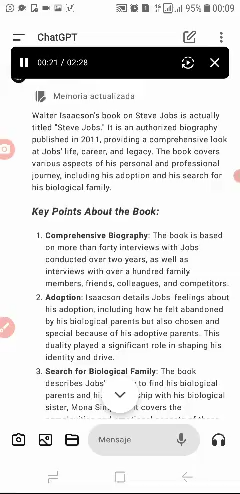 95% 00:09
ChatGPT
00:21 / 02:28
Memoria actualizada
Walter Isaacson's book on Steve Jobs is actually
titled "Steve Jobs." It is an authorized biography
published in 2011, providing a comprehensive look
at Jobs' life, career, and legacy. The book covers
various aspects of his personal and professional
journey, including his adoption and his search for
his biological family.
Key Points About the Book:
1. Comprehensive Biography: The book is based
on more than forty interviews with Jobs
conducted over two years, as well as
interviews with over a hundred family
members, friends, colleagues, and competitors.
2. Adoption: Isaacson details Jobs' feelings about
his adoption, including how he felt abandoned
by his biological parents but also chosen and
special because of his adoptive parents. This
duality played a significant role in shaping his
identity and drive.
3. Search for Biological Family: The book
describes Jobs' to find his biological
parents and his ship with his biological
sister, Mona covers the
Mensaje